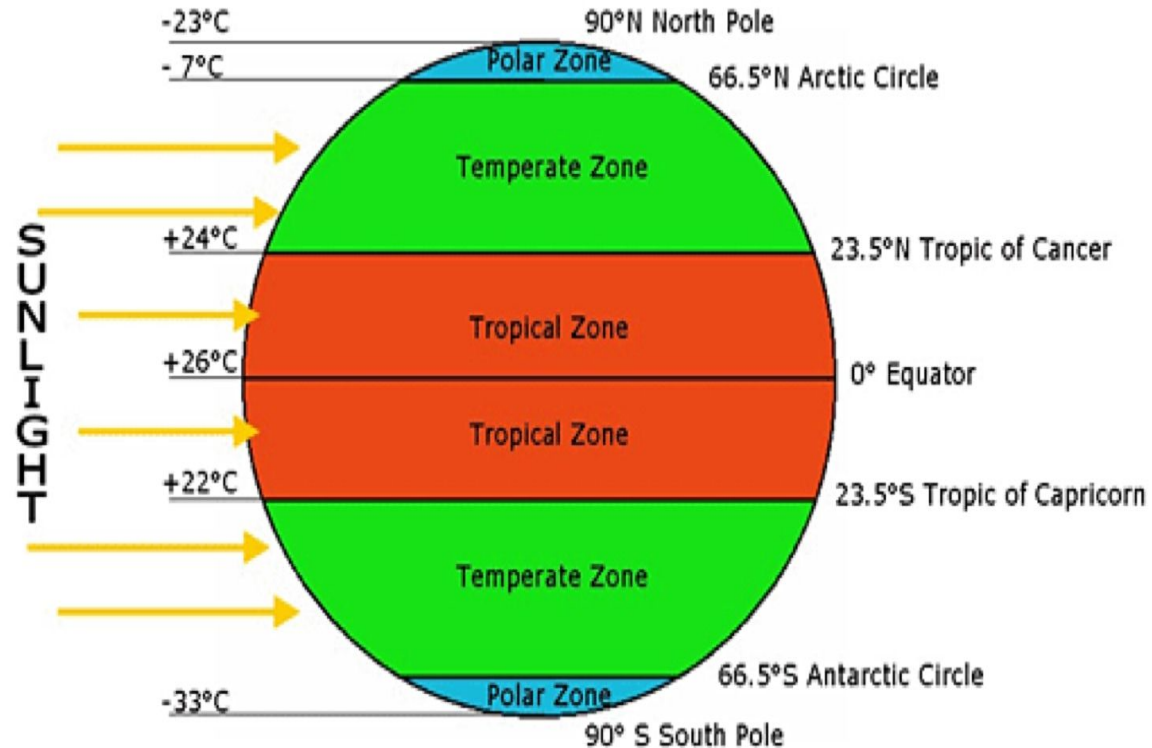 -23°C
90°N North Pole
Polar Zone
- 7°C
66.5°N Arctic Circle
Temperate Zone
+24°C
23.5°N Tropic of Cancer
SUNLIGHT
Tropical Zone
+26°C
0° Equator
Tropical Zone
+22°C
23.5°S Tropic of Capricorn
Temperate Zone
66.5°S Antarctic Circle
Polar Zone
-33°C
90° S South Pole